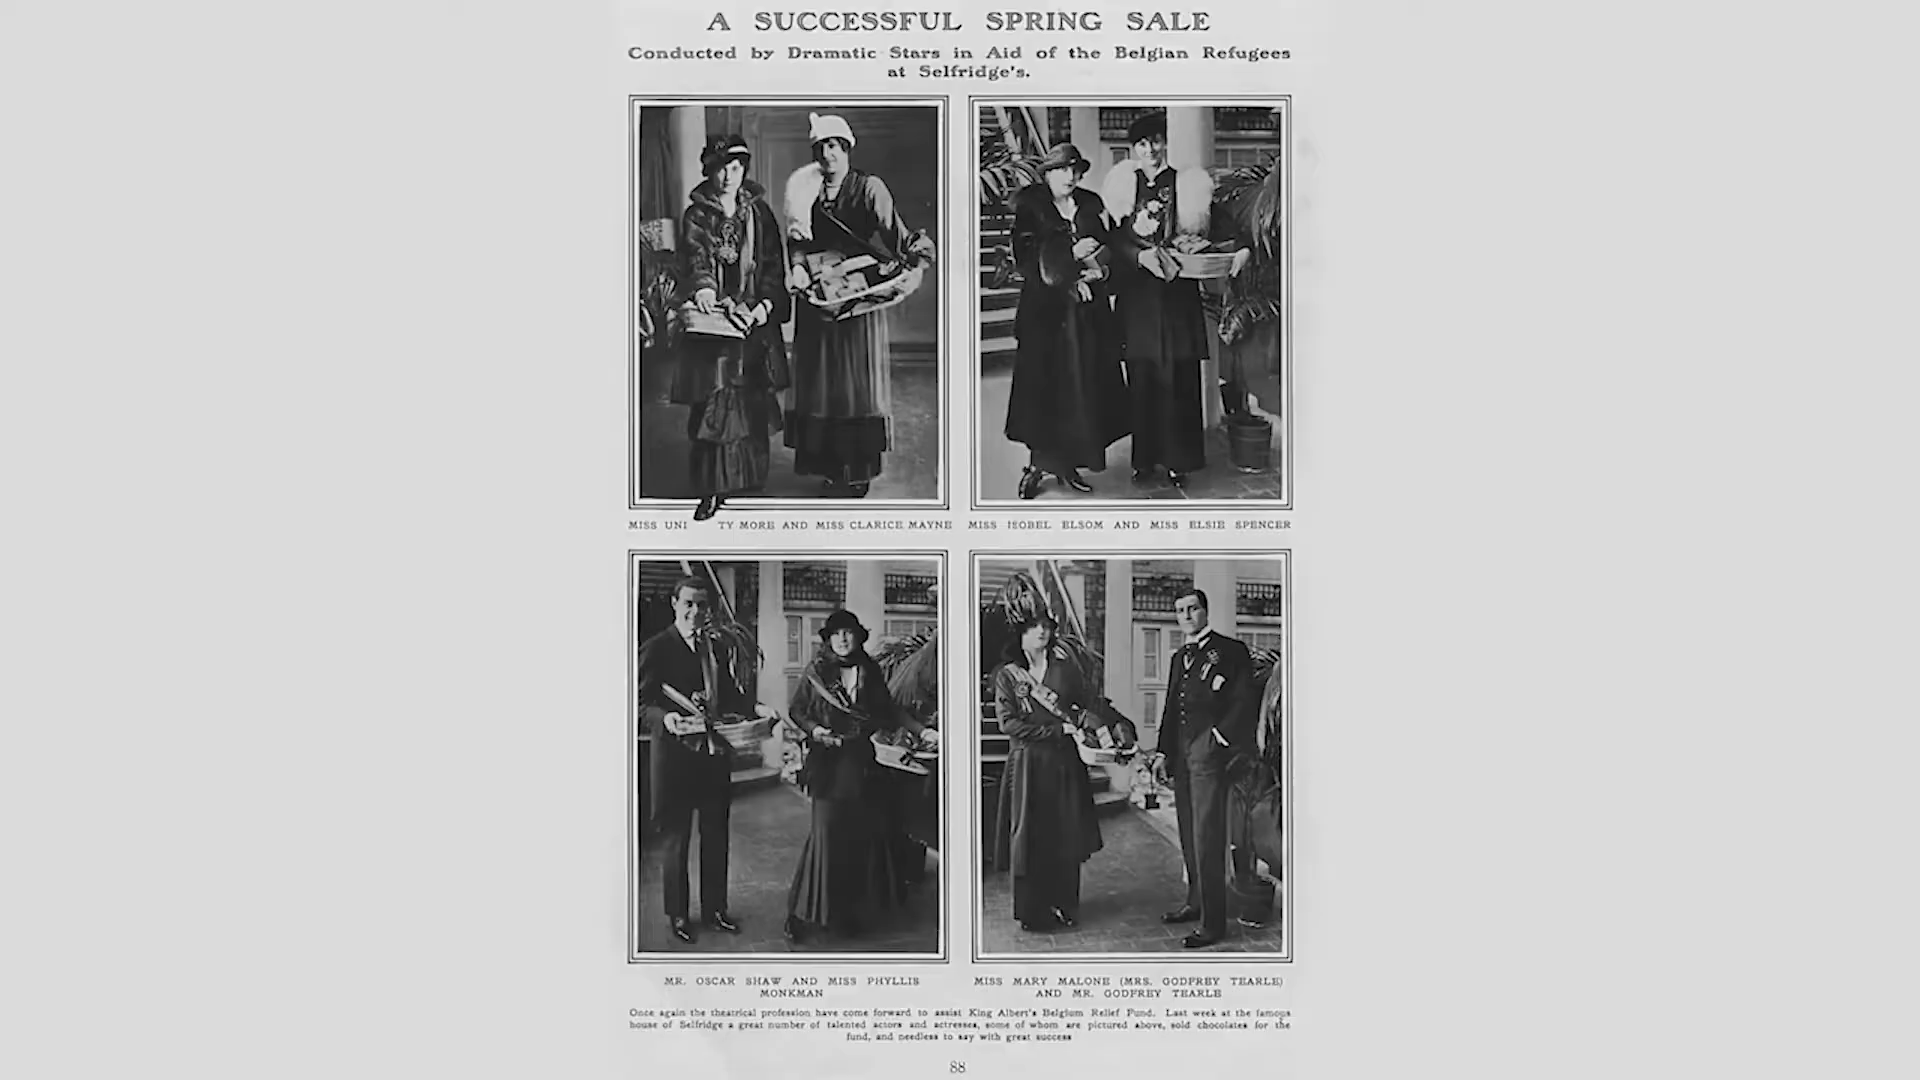 A SUCCESSFUL SPRING SALE
Conducted by Dramatic Stars in Aid of the Belgian Refugees
at Selfridge's.
MISS UNI TY MORE AND MISS CLARICE MAYNE
MISS ISOBEL ELSOM AND MISS ELSIE SPENCER
MR. OSCAR SHAW AND MISS PHYLLIS
MONKMAN
MISS MARY MALONE (MRS. GODFREY TEARLE)
AND MR. GODFREY TEARLE
Once again the theatrical profession have come forward to assist King Albert's Belgium Relief Fund. Last week at the famous
house of Selfridge a great number of talented actors and actresses, some of whom are pictured above, sold chocolates for the
fund, and needless to say with great success
88